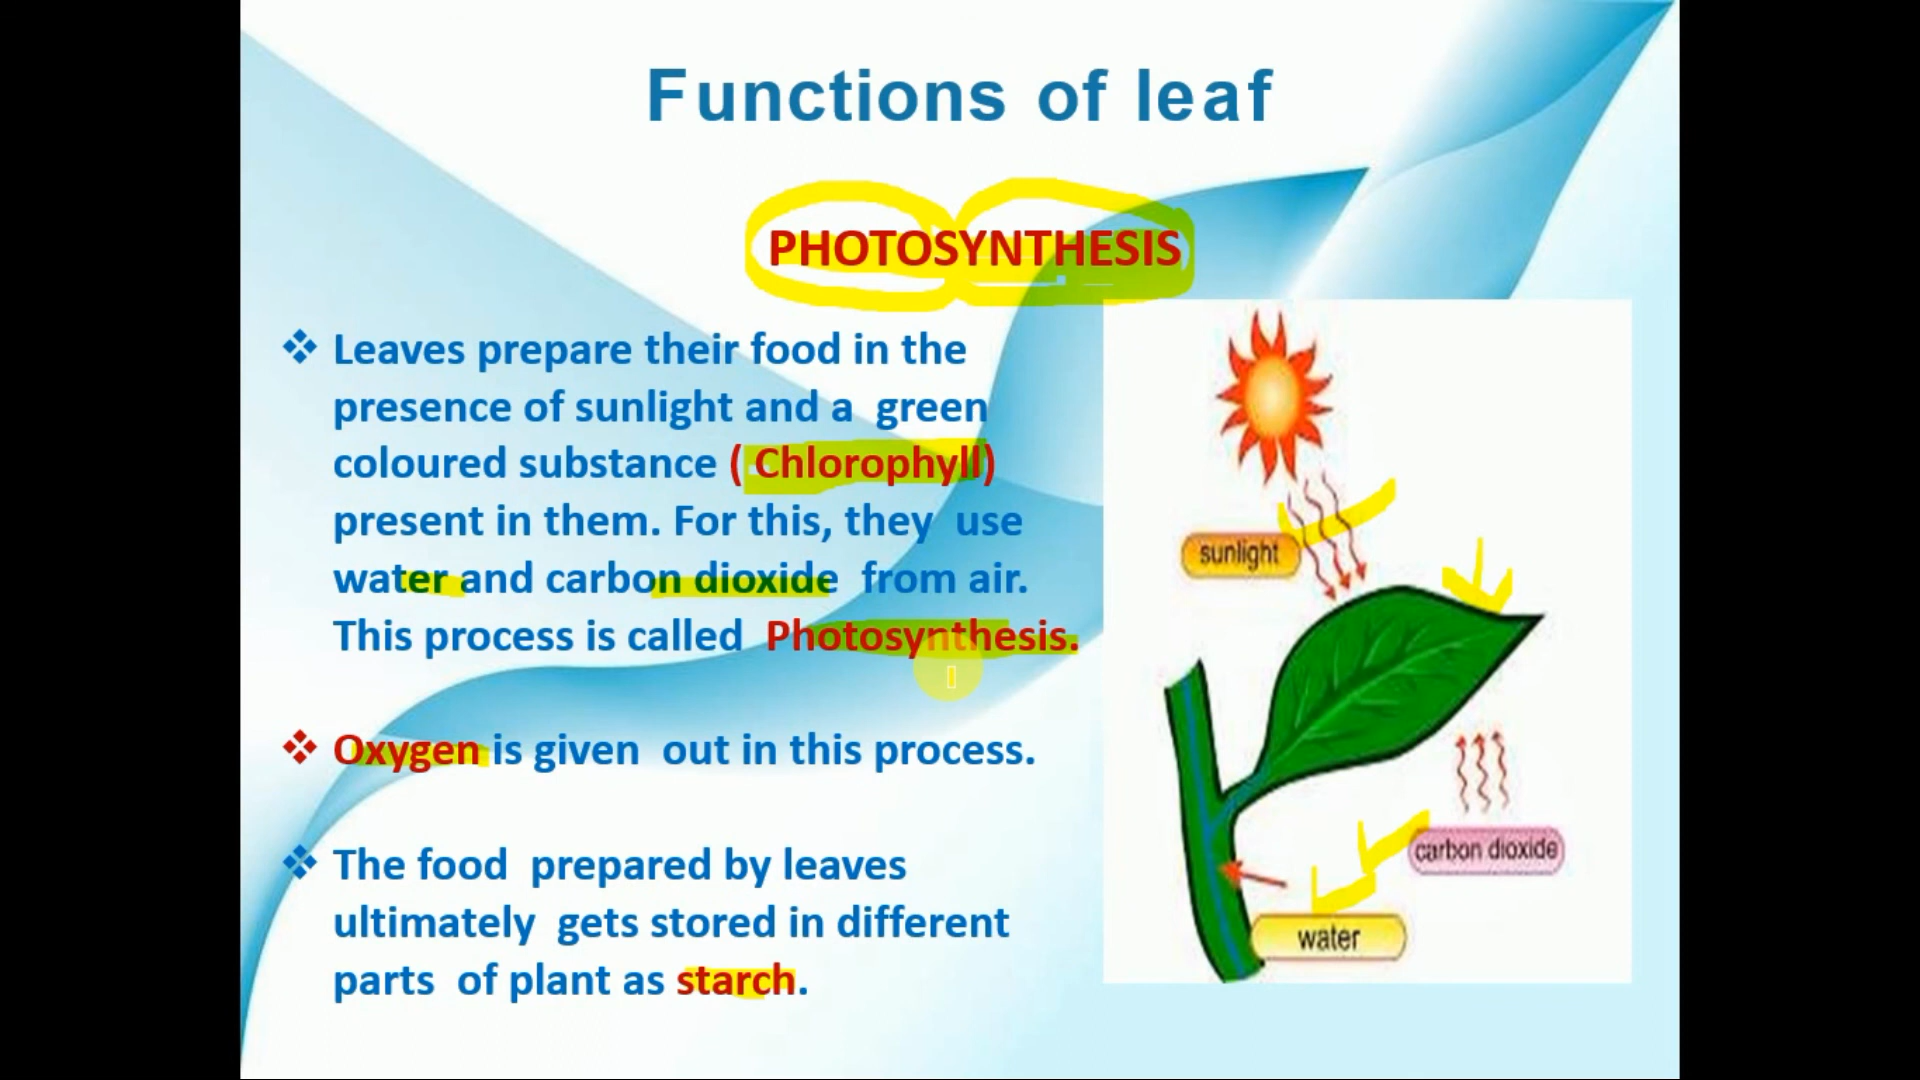 Functions of leaf
PHOTOSYNTHESIS
❖ Leaves prepare their food in the
presence of sunlight and a green
coloured substance ( Chlorophyll)
present in them. For this, they use
water and carbon dioxide from air.
This process is called Photosynthesis.
❖ Oxygen is given out in this process.
❖ The food prepared by leaves
ultimately gets stored in different
parts of plant as starch.
sunlight
carbon dioxide
water